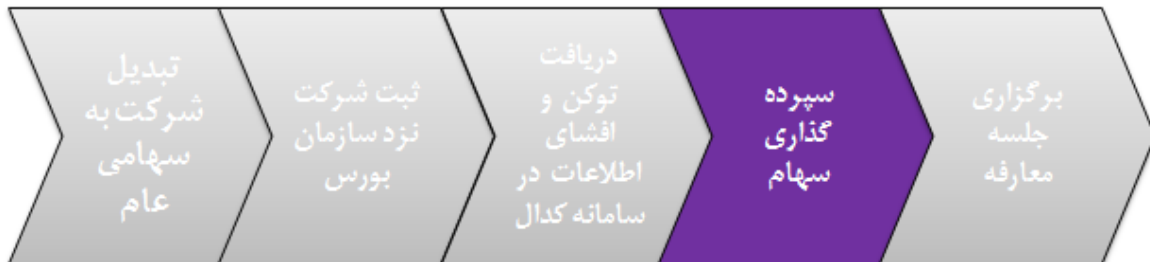 تبدیل
شرکت به
سهامی
عام
ثبت شرکت
نزد سازمان
بورس
دریافت
توکن و
افشای
اطلاعات در
سامانه کدال
سپرده
گذاری
سهام
برگزاری
جلسه
معارفه